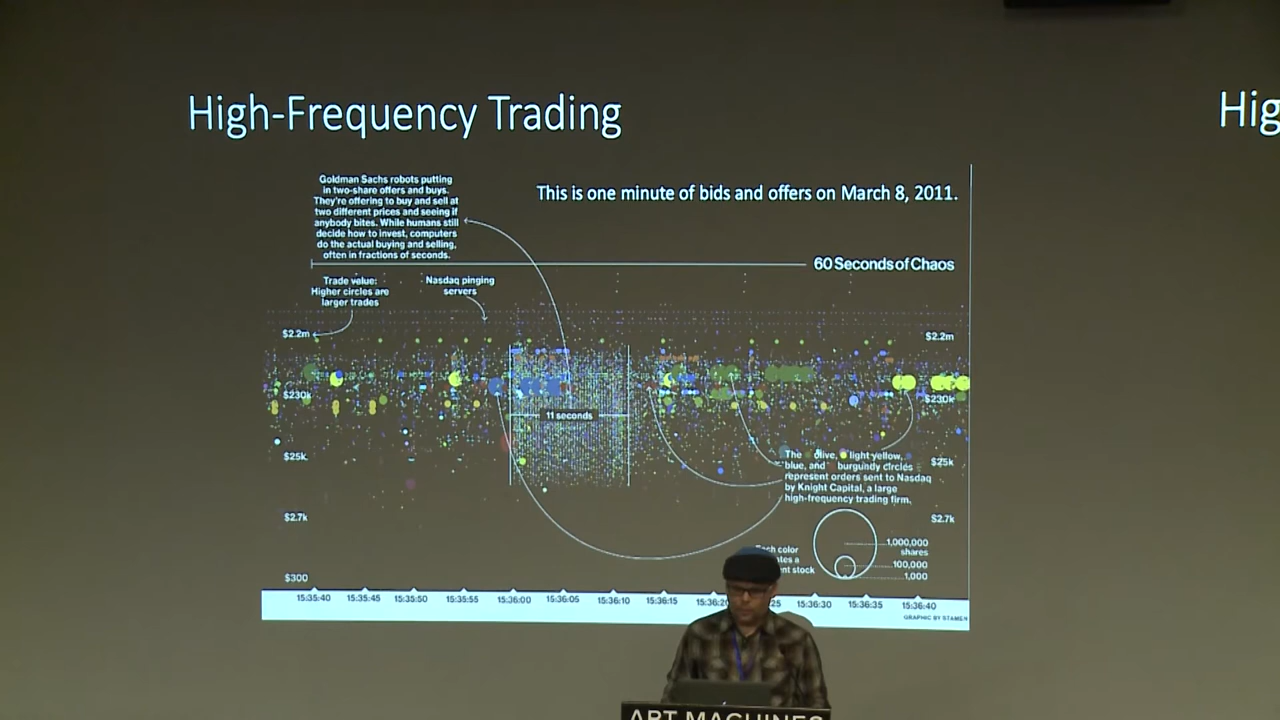 High-Frequency Trading
Hig
Goldman Sachs robots putting
in two-share offers and buys.
They're offering to buy and sell at
two different prices and seeing if
anybody bites. While humans still
decide how to invest, computers
do the actual buying and selling,
often in fractions of seconds.
This is one minute of bids and offers on March 8, 2011.
60 Seconds of Chaos
Trade value:
Higher circles are
larger trades
Nasdaq pinging
servers
$2.2m
$2.2m
$230k
$230k
11 seconds
$25k
$25k
The olive, light yellow,
blue, and burgundy circles
represent orders sent to Nasdaq
by Knight Capital, a large
high-frequency trading firm.
$2.7k
$2.7k
1,000,000
shares
100,000
1,000
color
stock
$300
15:35:40 15:35:45 15:35:50 15:35:55 15:36:00 15:36:05 15:36:10 15:36:15 15:36:20 25 15:36:30 15:36:35 15:36:40
GRAPHIC BY STAMEN
ART MACHINES